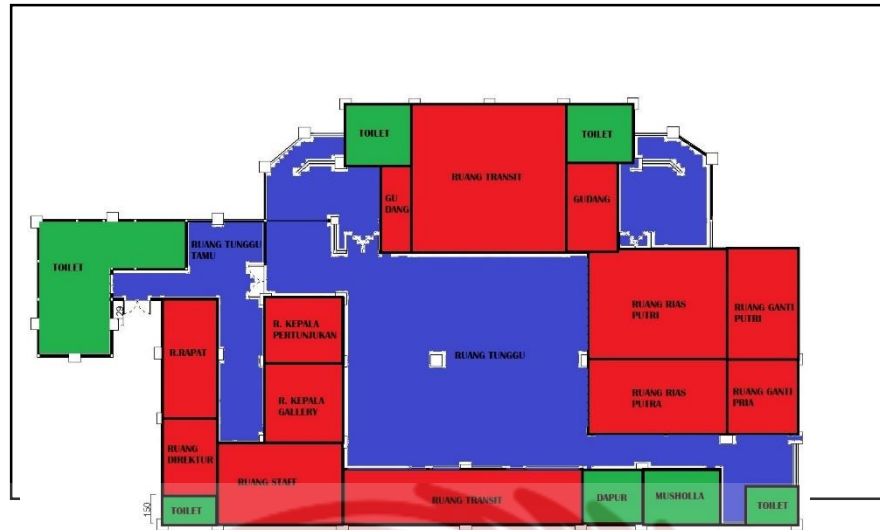 TOILET
TOILET
RUANG TRANSIT
GU
DANG
GUDANG
RUANG TUNGGU
TAMU
TOILET
RUANG RIAS
PUTRI
RUANG GANTI
PUTRI
29
R. KEPALA
PERTUNJUKAN
R.RAPAT
RUANG TUNGGU
R. KEPALA
GALLERY
RUANG RIAS
PUTRA
RUANG GANTI
PRIA
RUANG
DIREKTUR
RUANG STAFF
RUANG TRANSIT
DAPUR
MUSHOLLA
TOILET
TOILET
150